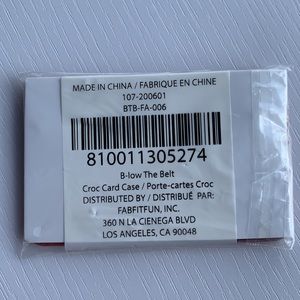 MADE IN CHINA / FABRIQUE EN CHINE
107-200601
BTB-FA-006
810011305274
B-low The Belt
Croc Card Case / Porte-cartes Croc
DISTRIBUTED BY / DISTRIBUÉ PAR:
FABFITFUN, INC.
360 N LA CIENEGA BLVD
LOS ANGELES, CA 90048